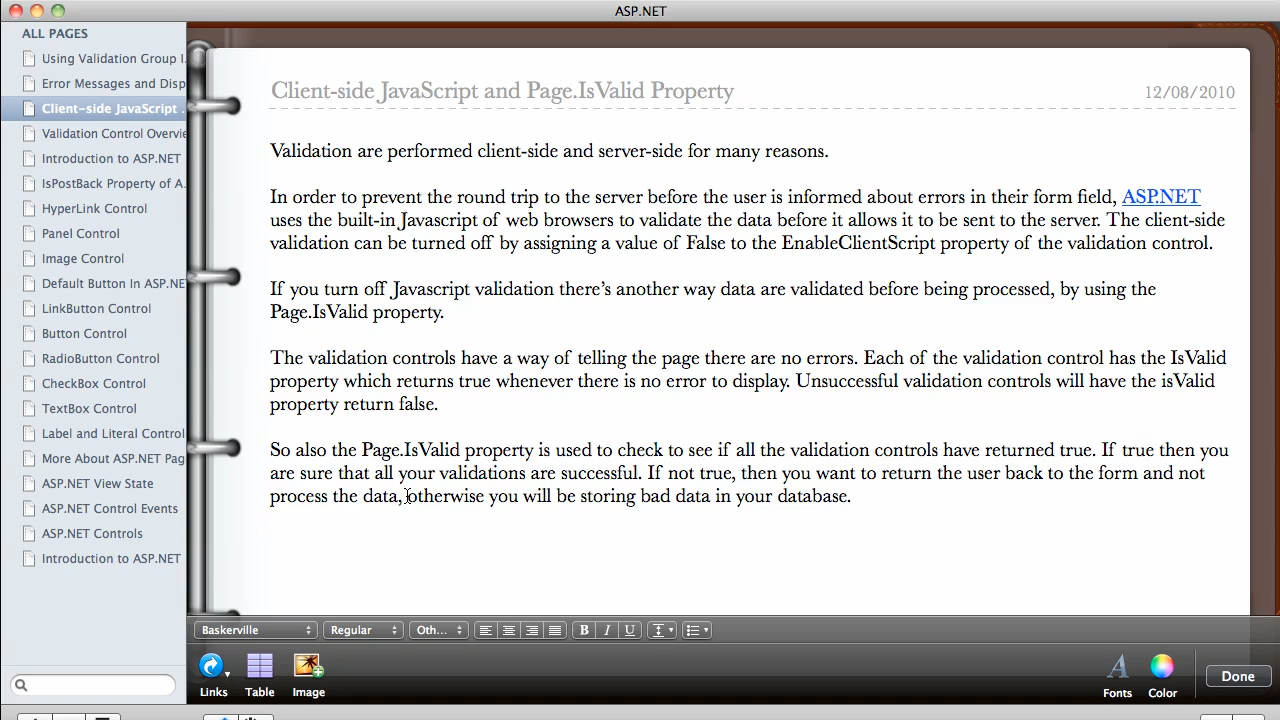 ASP.NET
ALL PAGES
Using Validation Group I.
Error Messages and Disp
Client-side JavaScript .
Validation Control Overvie
Introduction to ASP.NET
IsPostBack Property of A.
HyperLink Control
Panel Control
Image Control
Default Button In ASP.NE
LinkButton Control
Button Control
RadioButton Control
CheckBox Control
TextBox Control
Label and Literal Control
More About ASP.NET Pag
ASP.NET View State
ASP.NET Control Events
ASP.NET Controls
Introduction to ASP.NET
Client-side JavaScript and Page.IsValid Property
12/08/2010
Validation are performed client-side and server-side for many reasons.
In order to prevent the round trip to the server before the user is informed about errors in their form field, ASP.NET
uses the built-in Javascript of web browsers to validate the data before it allows it to be sent to the server. The client-side
validation can be turned off by assigning a value of False to the EnableClientScript property of the validation control.
If you turn off Javascript validation there's another way data are validated before being processed, by using the
Page.IsValid property.
The validation controls have a way of telling the page there are no errors. Each of the validation control has the IsValid
property which returns true whenever there is no error to display. Unsuccessful validation controls will have the isValid
property return false.
So also the Page.IsValid property is used to check to see if all the validation controls have returned true. If true then you
are sure that all your validations are successful. If not true, then you want to return the user back to the form and not
process the data, otherwise you will be storing bad data in your database.
Baskerville Regular Oth... B I U
Links Table Image Fonts Color Done